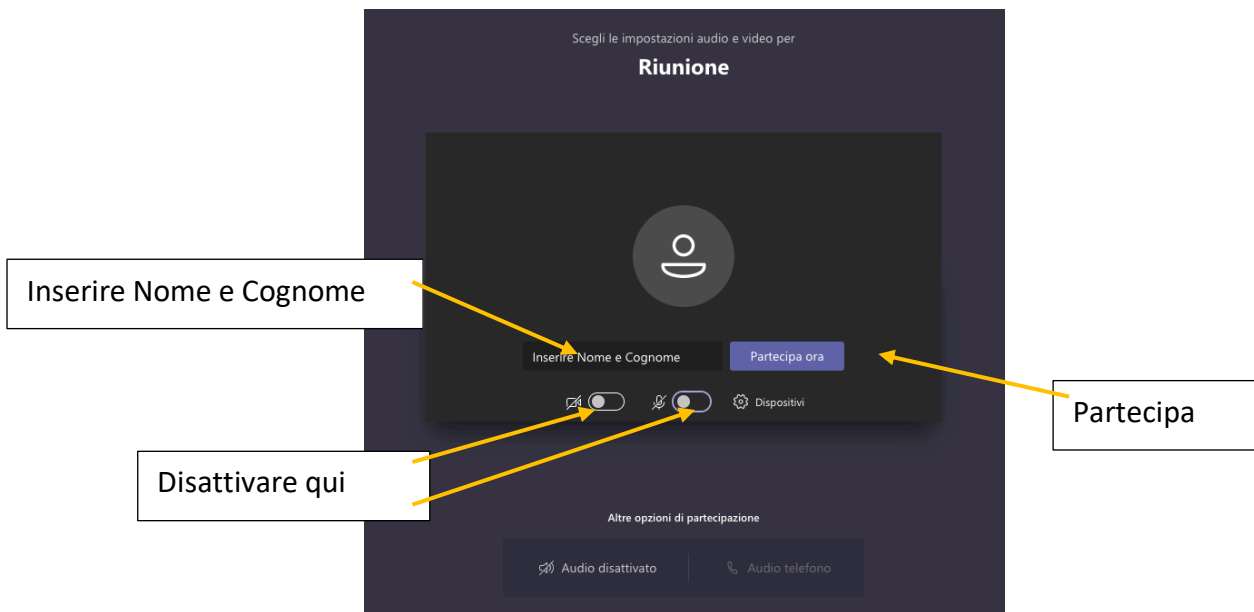 Scegli le impostazioni audio e video per
Riunione
Inserire Nome e Cognome
Inserire Nome e Cognome
Partecipa ora
Dispositivi
Partecipa
Disattivare qui
Altre opzioni di partecipazione
Audio disattivato
Audio telefono